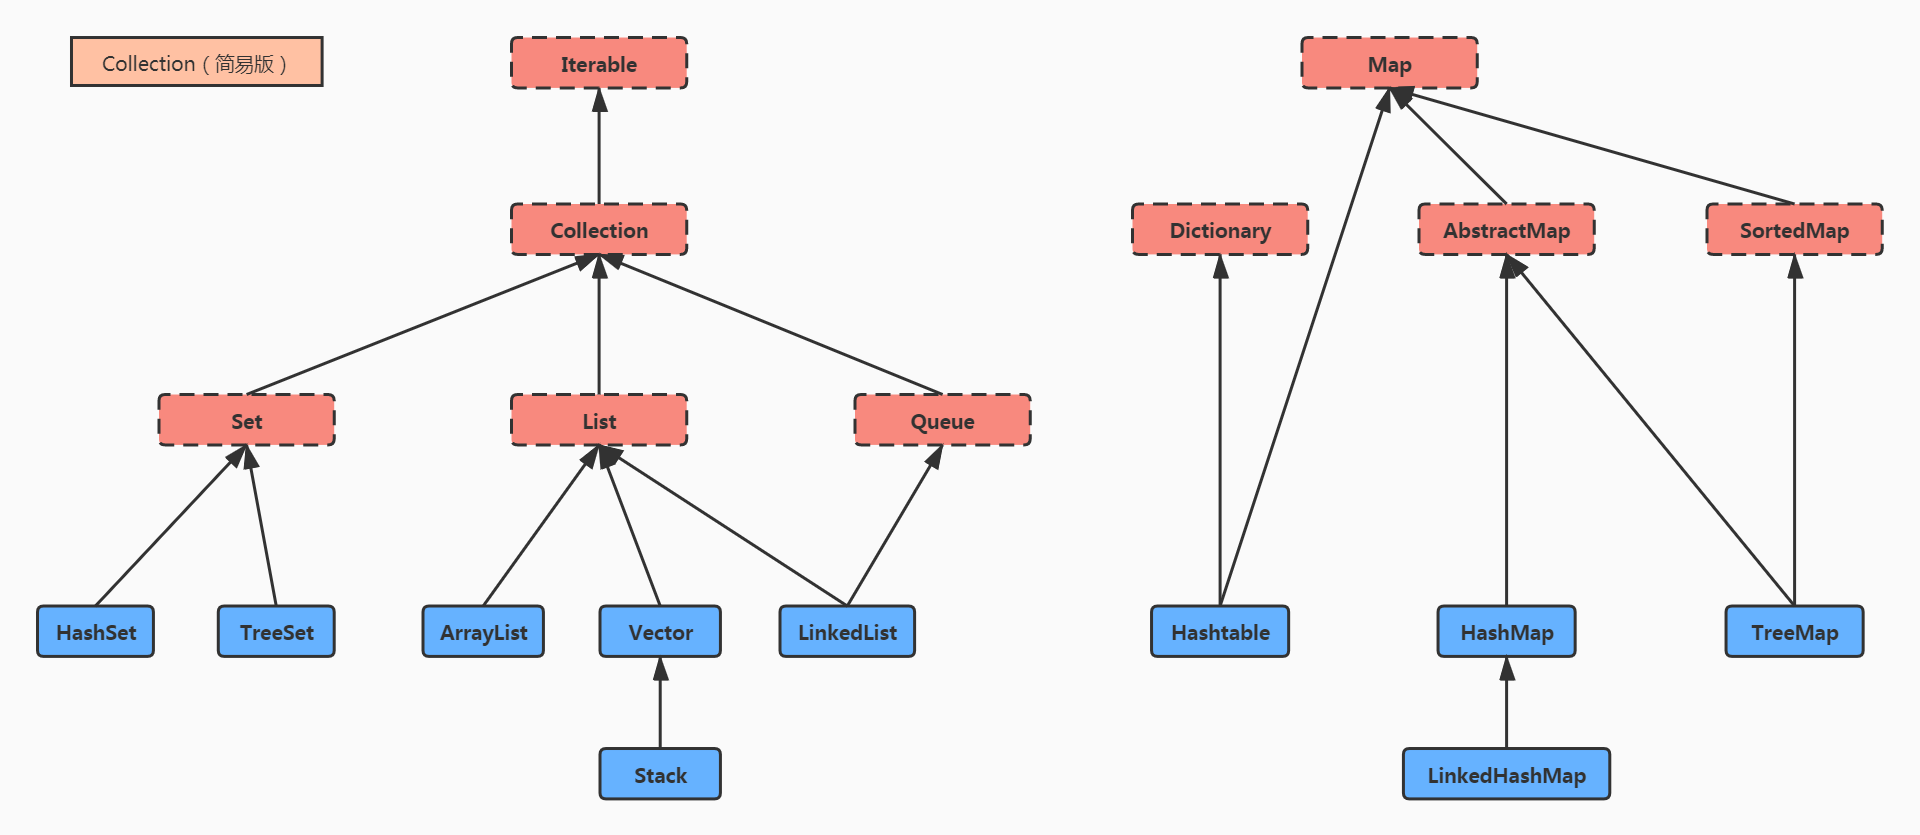 Collection（简易版）
Iterable
Map
Collection
Dictionary
AbstractMap
SortedMap
Set
List
Queue
HashSet
TreeSet
ArrayList
Vector
LinkedList
Hashtable
HashMap
TreeMap
Stack
LinkedHashMap